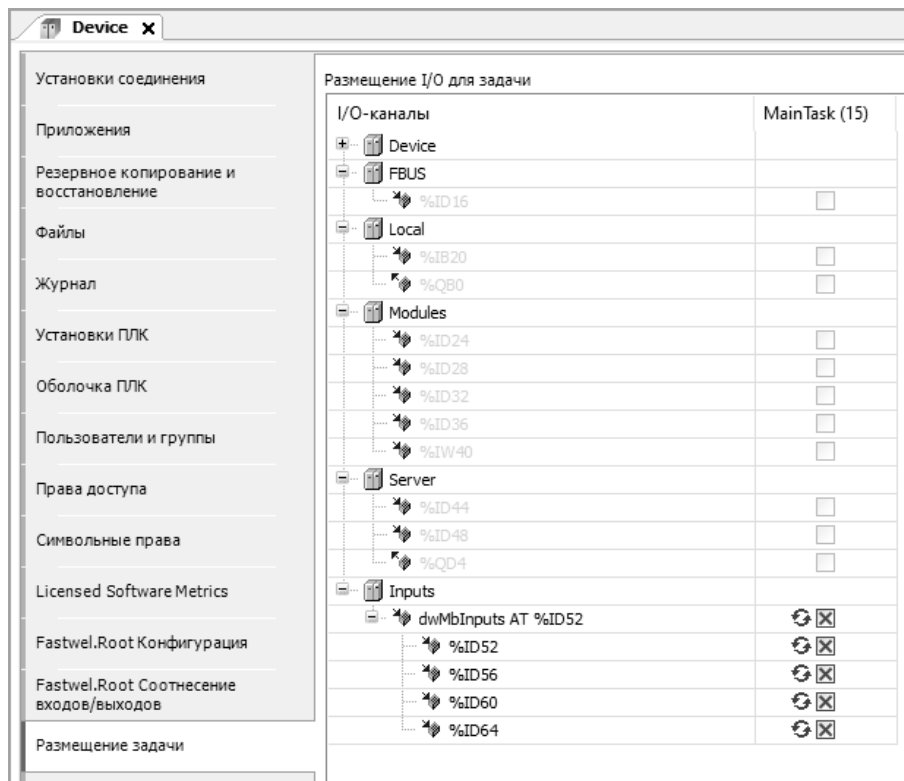 Device
Установки соединения
Приложения
Резервное копирование и
восстановление
Файлы
Журнал
Установки ПЛК
Оболочка ПЛК
Пользователи и группы
Права доступа
Символьные права
Licensed Software Metrics
Fastwel.Root Конфигурация
Fastwel.Root Соотнесение
входов/выходов
Размещение задачи
Размещение I/O для задачи
I/O-каналы MainTask (15)
Device
FBUS
%ID16
Local
%IB20
%QB0
Modules
%ID24
%ID28
%ID32
%ID36
%IW40
Server
%ID44
%ID48
%QD4
Inputs
dwMbInputs AT %ID52
%ID52
%ID56
%ID60
%ID64